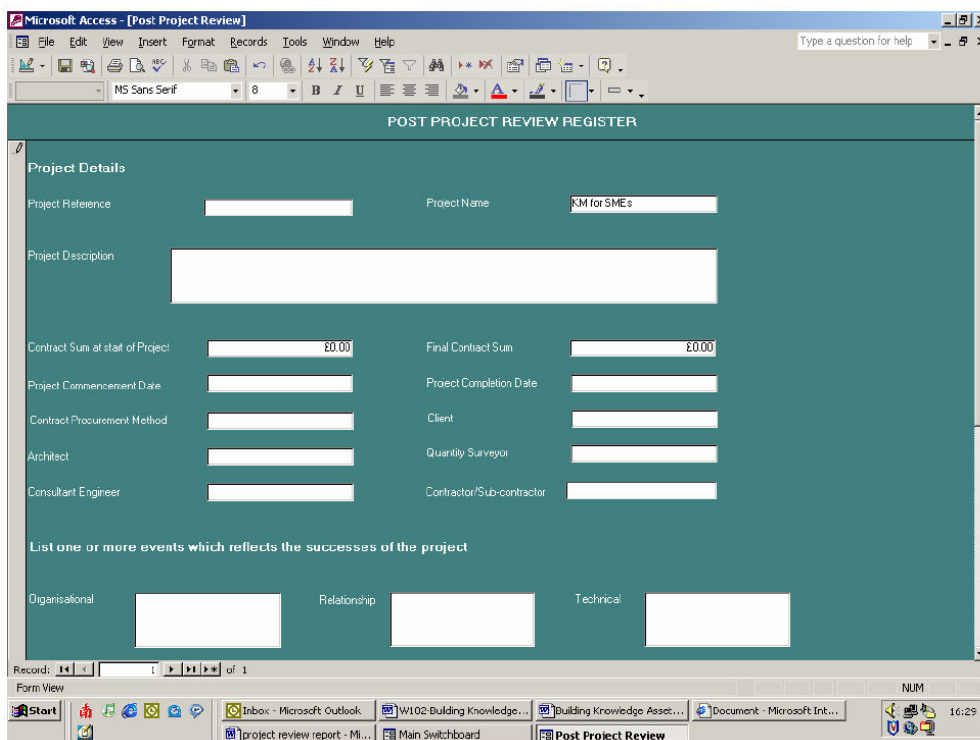 Microsoft Access - [Post Project Review]
File Edit View Insert Format Records Tools Window Help Type a question for help
MS Sans Serif 8 B I U
POST PROJECT REVIEW REGISTER
Project Details
Project Reference Project Name KM for SMEs
Project Description
Contract Sum at start of Project £0.00 Final Contract Sum £0.00
Project Commencement Date Project Completion Date
Contract Procurement Method Client
Architect Quantity Surveyor
Consultant Engineer Contractor/Sub-contractor
List one or more events which reflects the successes of the project
Organisational Relationship Technical
Record: 1 of 1
Form View NUM
Start Inbox - Microsoft Outlook W102-Building Knowledge... Building Knowledge Asset... Document - Microsoft Int... 16:29
project review report - Mi... Main Switchboard Post Project Review